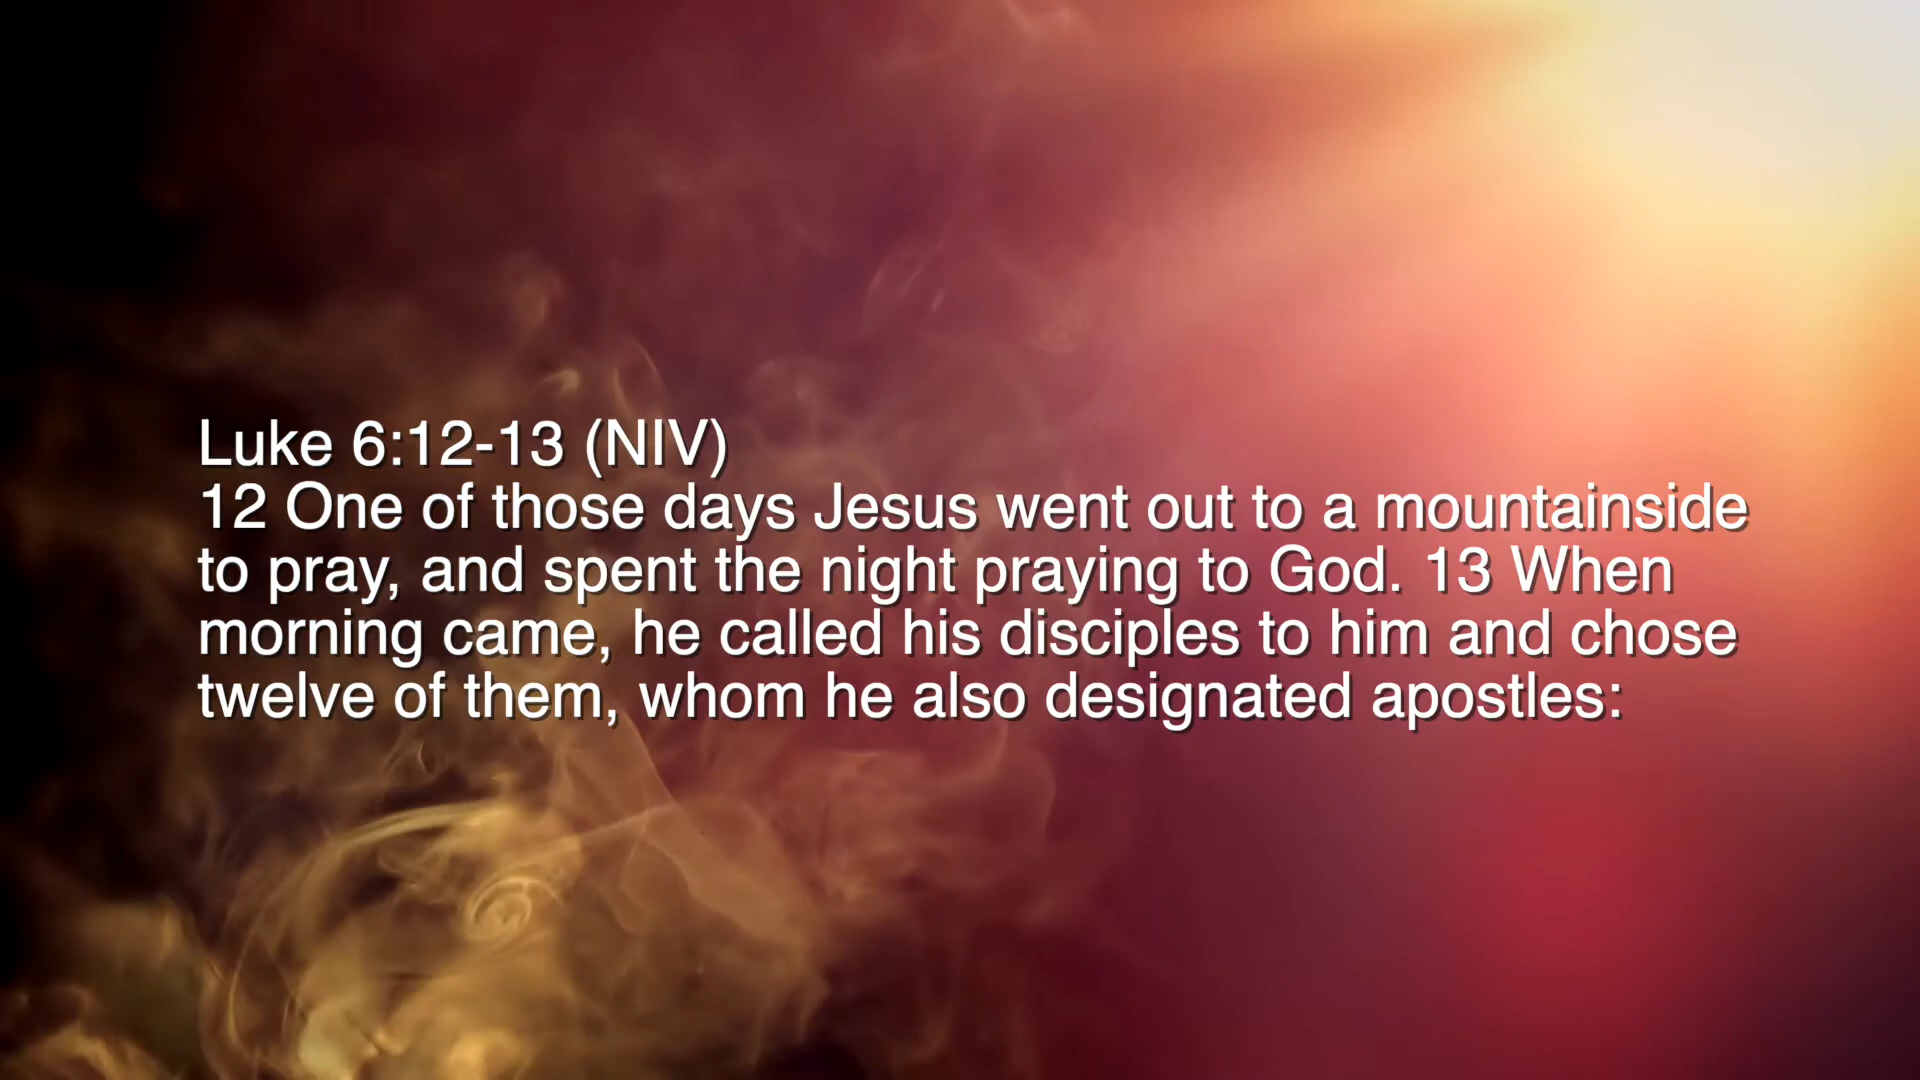 Luke 6:12-13 (NIV)
12 One of those days Jesus went out to a mountainside
to pray, and spent the night praying to God. 13 When
morning came, he called his disciples to him and chose
twelve of them, whom he also designated apostles: